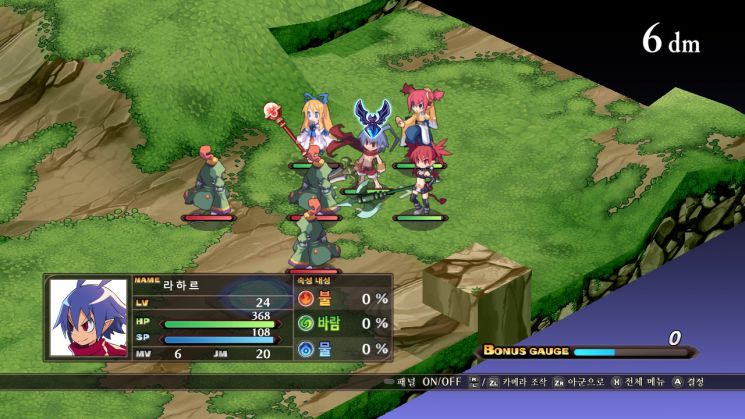 6 dm
NAME 라하르
LV 24
HP 368
SP 108
MV 6 JM 20
속성 내성
불 0 %
바람 0 %
물 0 %
0
BONUS GAUGE
패널 ON/OFF / ZL 카메라 조작 ZR 아군으로 X 전체 메뉴 A 결정